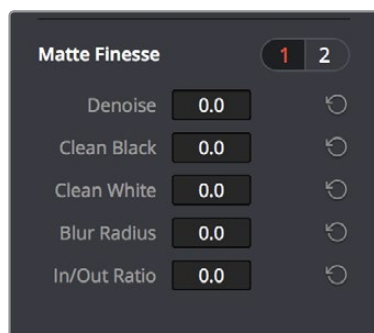 Matte Finesse 1 2
Denoise 0.0
Clean Black 0.0
Clean White 0.0
Blur Radius 0.0
In/Out Ratio 0.0